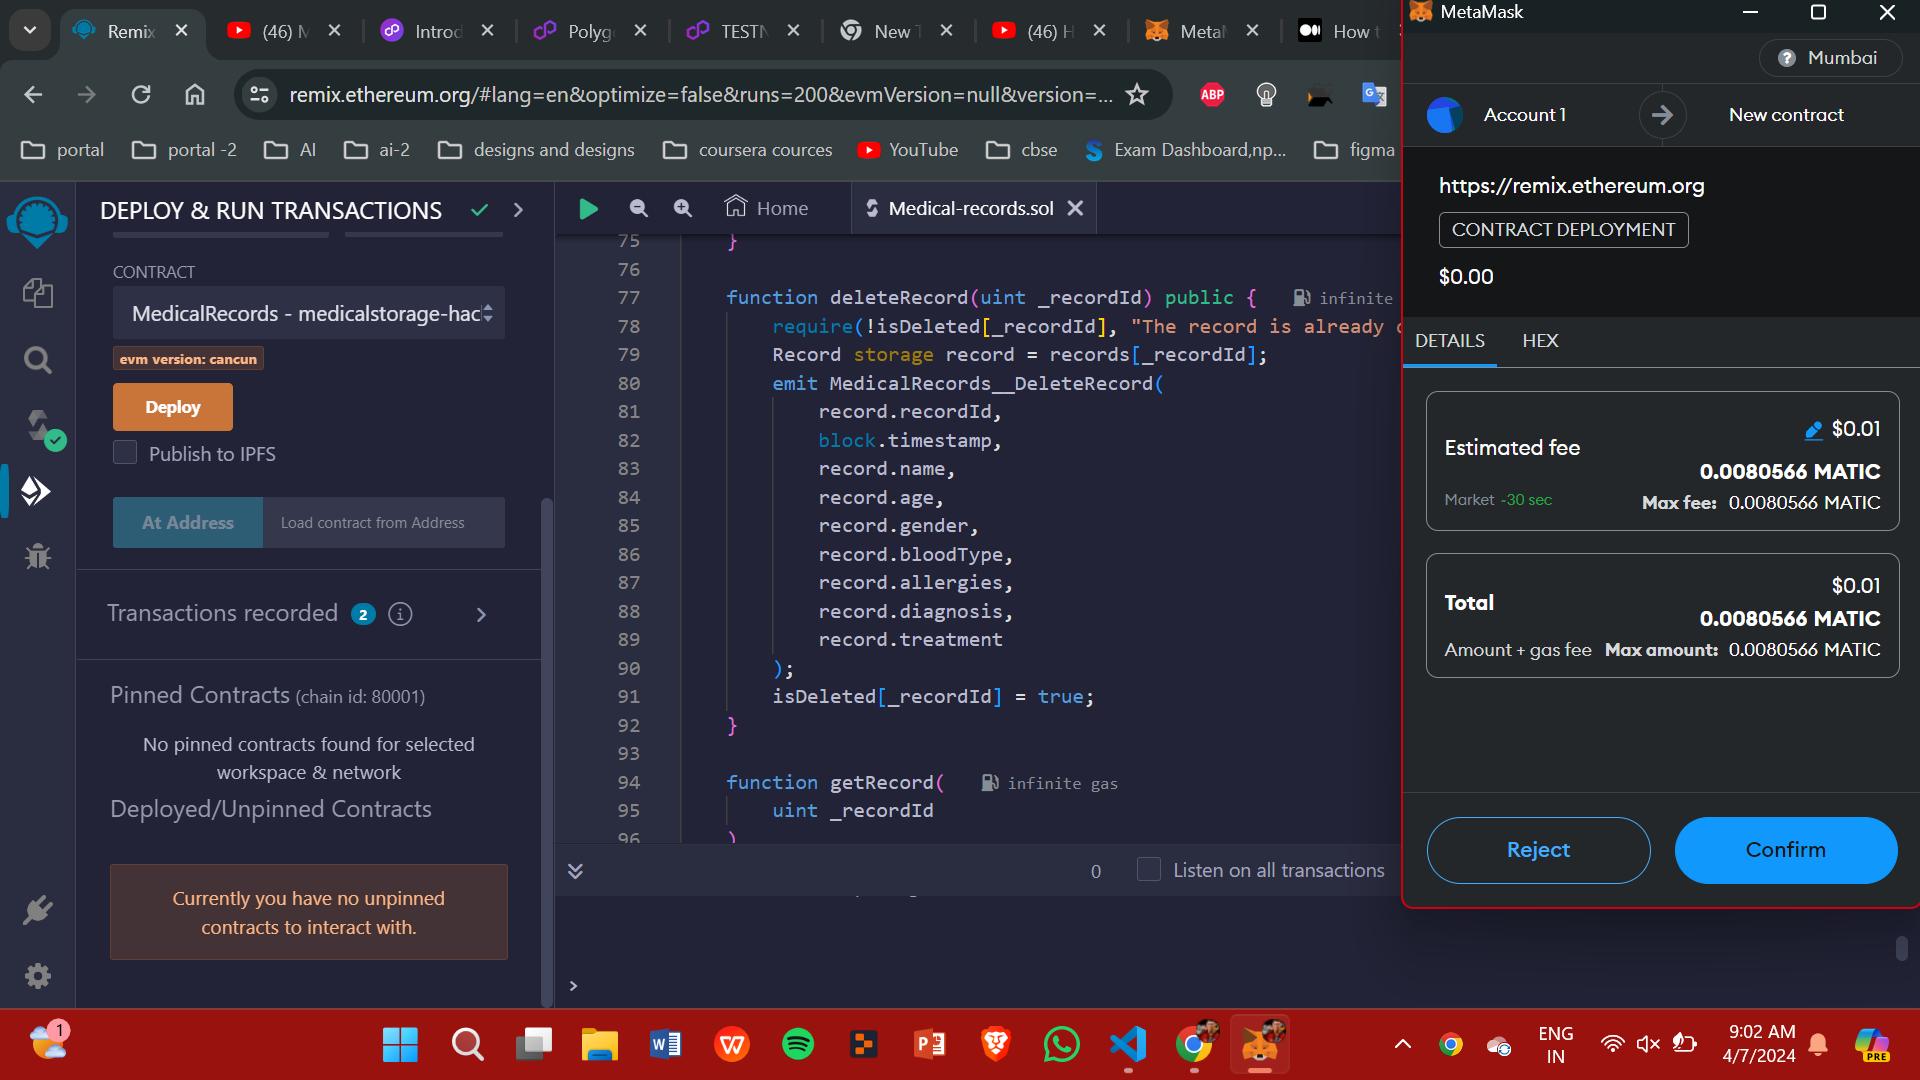 Remix
(46) M
Introd
Polyg
TESTN
New T
(46) H
MetaM
How t
remix.ethereum.org/#lang=en&optimize=false&runs=200&evmVersion=null&version=...
ABP
portal
portal -2
AI
ai-2
designs and designs
coursera cources
YouTube
cbse
Exam Dashboard,np...
figma
DEPLOY & RUN TRANSACTIONS
CONTRACT
MedicalRecords - medicalstorage-hac
evm version: cancun
Deploy
Publish to IPFS
At Address
Load contract from Address
Transactions recorded 2 i
Pinned Contracts (chain id: 80001)
No pinned contracts found for selected
workspace & network
Deployed/Unpinned Contracts
Currently you have no unpinned
contracts to interact with.
Home
Medical-records.sol
75 }
76
77 function deleteRecord(uint _recordId) public { infinite
78 require(!isDeleted[_recordId], "The record is already
79 Record storage record = records[_recordId];
80 emit MedicalRecords__DeleteRecord(
81 record.recordId,
82 block.timestamp,
83 record.name,
84 record.age,
85 record.gender,
86 record.bloodType,
87 record.allergies,
88 record.diagnosis,
89 record.treatment
90 );
91 isDeleted[_recordId] = true;
92 }
93
94 function getRecord( infinite gas
95 uint _recordId
96 )
0
Listen on all transactions
>
MetaMask
? Mumbai
Account 1
New contract
https://remix.ethereum.org
CONTRACT DEPLOYMENT
$0.00
DETAILS
HEX
$0.01
Estimated fee
0.0080566 MATIC
Market ~30 sec
Max fee: 0.0080566 MATIC
$0.01
Total
0.0080566 MATIC
Amount + gas fee Max amount: 0.0080566 MATIC
Reject
Confirm
1
ENG
IN
9:02 AM
4/7/2024
PRE